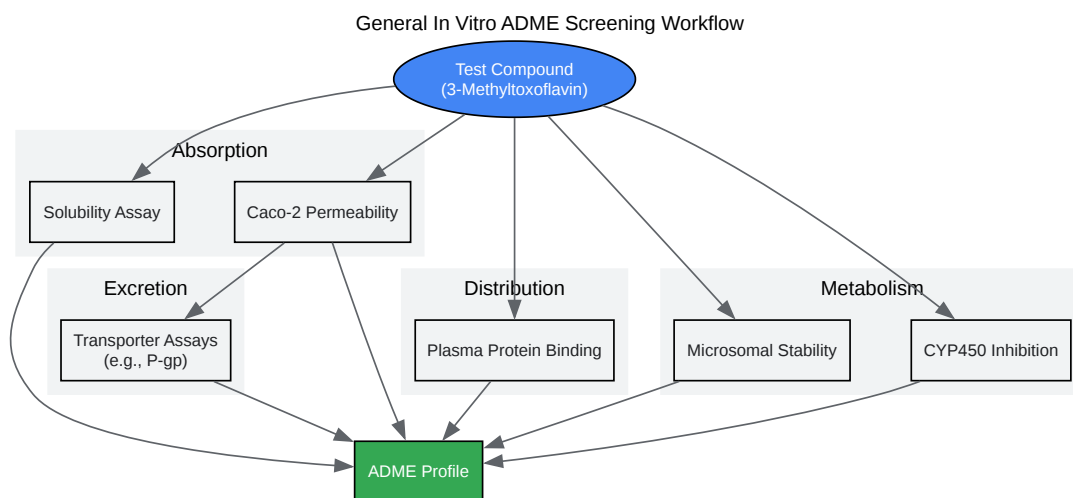 General In Vitro ADME Screening Workflow
Test Compound
(3-Methyltoxoflavin)
Absorption
Solubility Assay
Caco-2 Permeability
Excretion
Distribution
Metabolism
Transporter Assays
(e.g., P-gp)
Plasma Protein Binding
Microsomal Stability
CYP450 Inhibition
ADME Profile